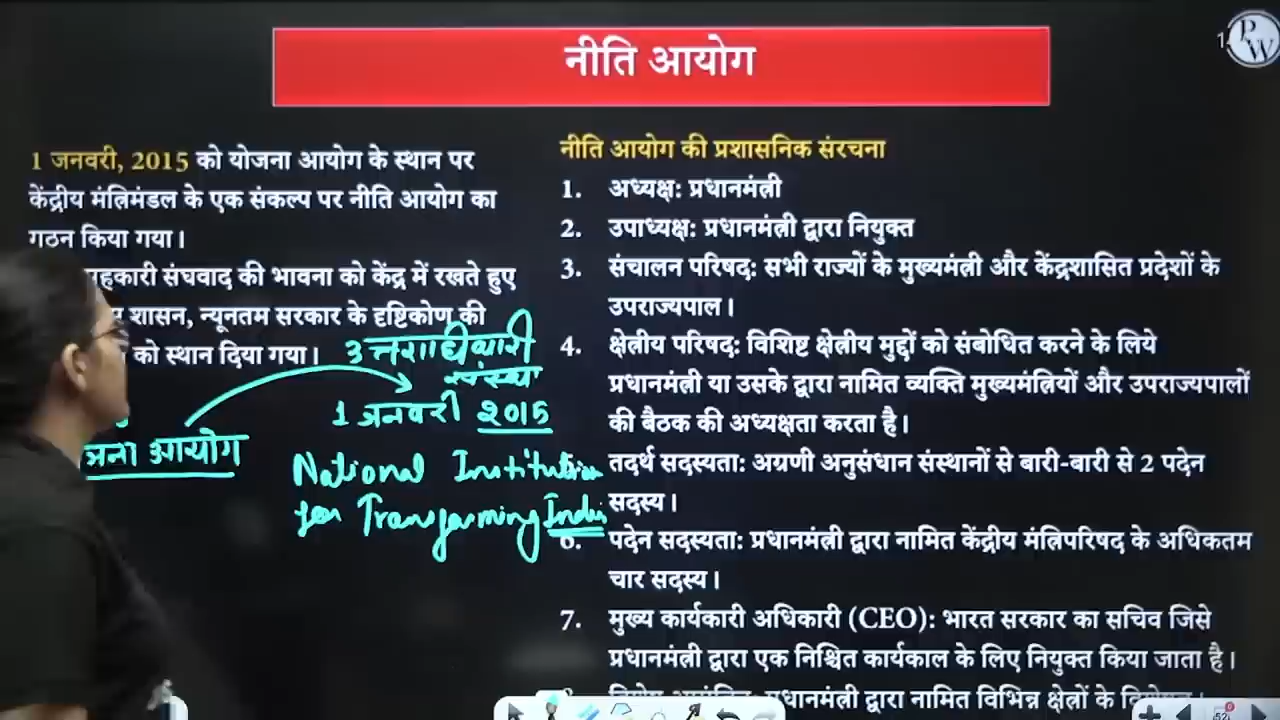 नीति आयोग
PW
1 जनवरी, 2015 को योजना आयोग के स्थान पर
केंद्रीय मंत्रिमंडल के एक संकल्प पर नीति आयोग का
गठन किया गया।
सहकारी संघवाद की भावना को केंद्र में रखते हुए
शासन, न्यूनतम सरकार के दृष्टिकोण की
को स्थान दिया गया।
संस्था
1 जनवरी 2015
आयोग
National Institution
for Transforming India
नीति आयोग की प्रशासनिक संरचना
1. अध्यक्ष: प्रधानमंत्री
2. उपाध्यक्ष: प्रधानमंत्री द्वारा नियुक्त
3. संचालन परिषद: सभी राज्यों के मुख्यमंत्री और केंद्रशासित प्रदेशों के
उपराज्यपाल।
4. क्षेत्रीय परिषद: विशिष्ट क्षेत्रीय मुद्दों को संबोधित करने के लिये
प्रधानमंत्री या उसके द्वारा नामित व्यक्ति मुख्यमंत्रियों और उपराज्यपालों
की बैठक की अध्यक्षता करता है।
तदर्थ सदस्यता: अग्रणी अनुसंधान संस्थानों से बारी-बारी से 2 पदेन
सदस्य।
6. पदेन सदस्यता: प्रधानमंत्री द्वारा नामित केंद्रीय मंत्रिपरिषद के अधिकतम
चार सदस्य।
7. मुख्य कार्यकारी अधिकारी (CEO): भारत सरकार का सचिव जिसे
प्रधानमंत्री द्वारा एक निश्चित कार्यकाल के लिए नियुक्त किया जाता है।
प्रधानमंत्री द्वारा नामित विभिन्न क्षेत्रों के